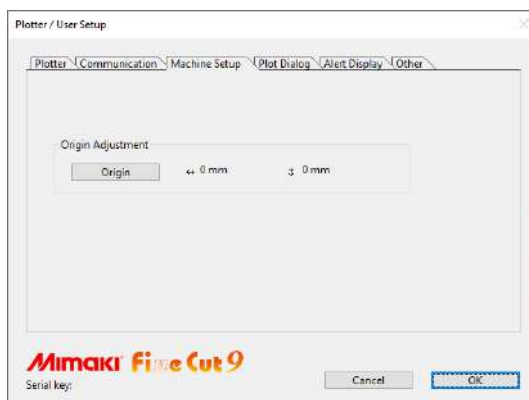 Plotter / User Setup
Plotter Communication Machine Setup Plot Dialog Alert Display Other
Origin Adjustment
Origin ↔ 0 mm ↕ 0 mm
Mimaki Fine Cut 9
Serial key:
Cancel OK